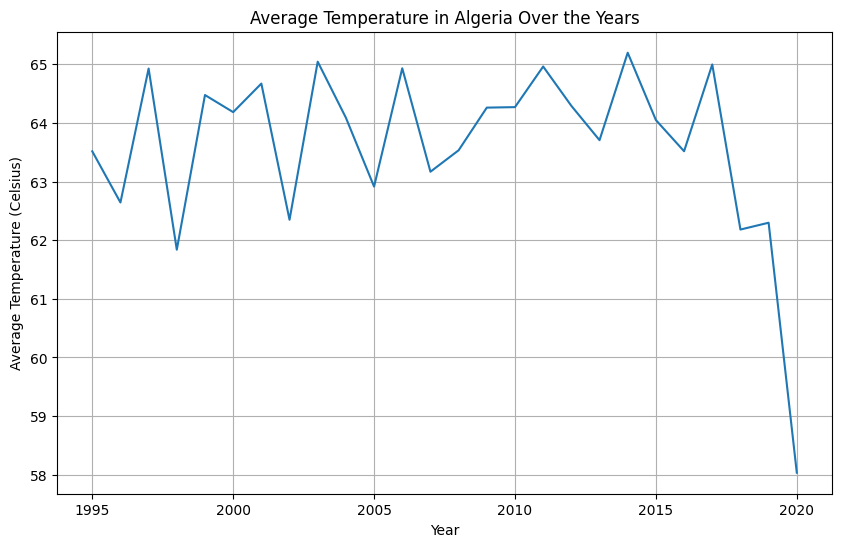 Average Temperature in Algeria Over the Years
Average Temperature (Celsius)
65
64
63
62
61
60
59
58
1995 2000 2005 2010 2015 2020
Year